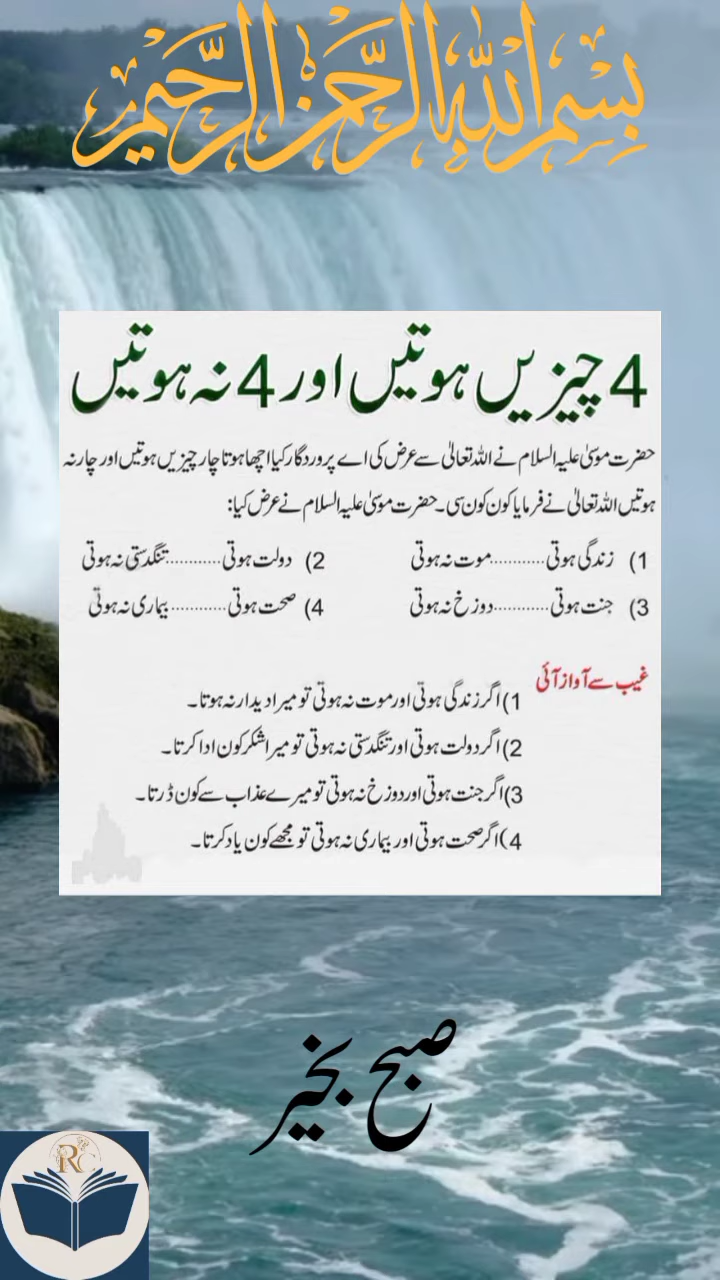 بسم الله الرحمن الرحیم
4 چیزیں ہوتیں اور 4 نہ ہوتیں
حضرت موسیٰ علیہ السلام نے اللہ تعالیٰ سے عرض کی اے پروردگار کیا اچھا ہوتا چار چیزیں ہوتیں اور چار نہ
ہوتیں اللہ تعالیٰ نے فرمایا کون کون سی۔ حضرت موسیٰ علیہ السلام نے عرض کیا:
1) زندگی ہوتی............موت نہ ہوتی 2) دولت ہوتی............تنگدستی نہ ہوتی
3) جنت ہوتی............دوزخ نہ ہوتی 4) صحت ہوتی............بیماری نہ ہوتی
غیب سے آواز آئی
1) اگر زندگی ہوتی اور موت نہ ہوتی تو میرا دیدار نہ ہوتا۔
2) اگر دولت ہوتی اور تنگدستی نہ ہوتی تو میرا شکر کون ادا کرتا۔
3) اگر جنت ہوتی اور دوزخ نہ ہوتی تو میرے عذاب سے کون ڈرتا۔
4) اگر صحت ہوتی اور بیماری نہ ہوتی تو مجھے کون یاد کرتا۔
صبح بخیر
RC